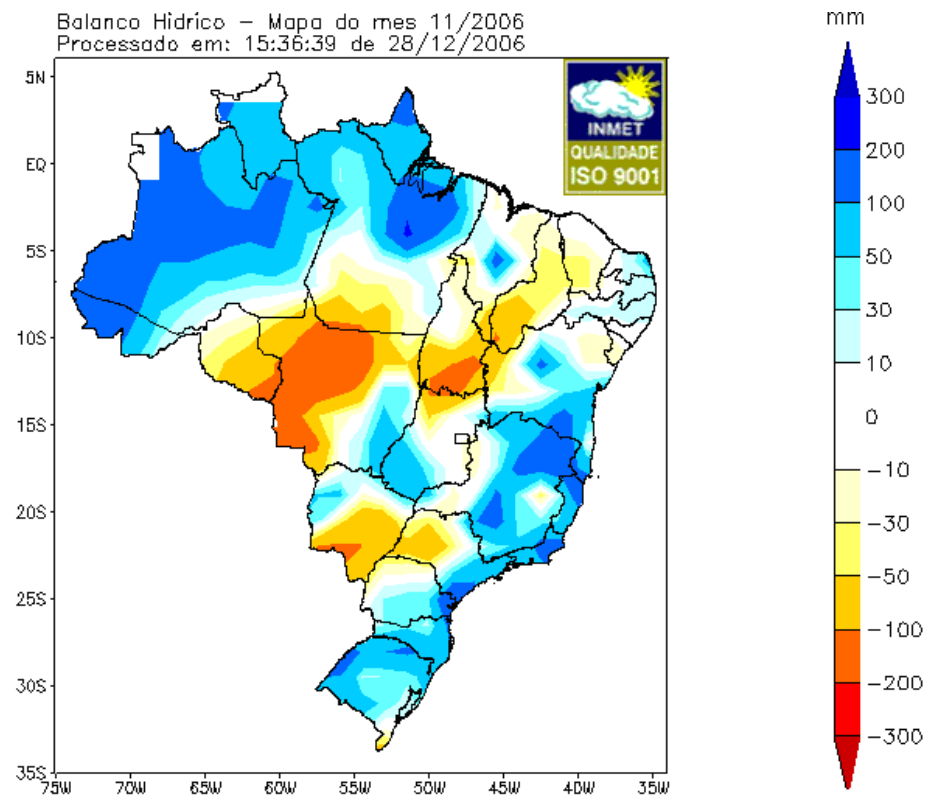 Balanco Hidrico – Mapa do mes 11/2006
Processado em: 15:36:39 de 28/12/2006
mm
INMET
QUALIDADE
ISO 9001
5N
EQ
5S
10S
15S
20S
25S
30S
35S
75W 70W 65W 60W 55W 50W 45W 40W 35W
300
200
100
50
30
10
0
−10
−30
−50
−100
−200
−300